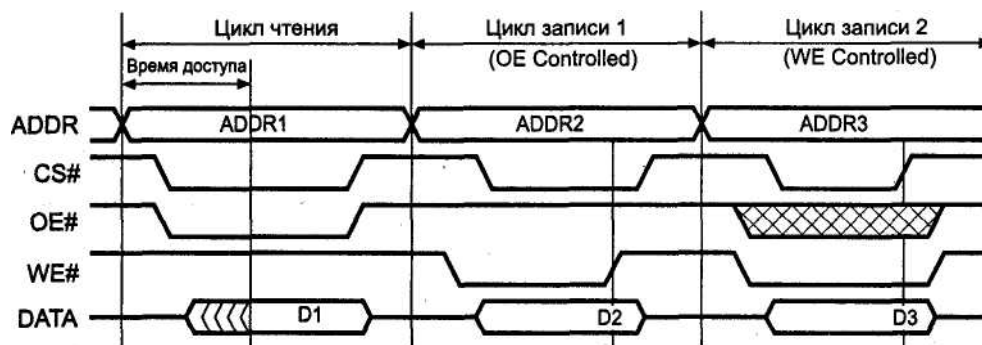 Цикл чтения
Цикл записи 1
(OE Controlled)
Цикл записи 2
(WE Controlled)
Время доступа
ADDR
ADDR1
ADDR2
ADDR3
CS#
OE#
WE#
DATA
D1
D2
D3